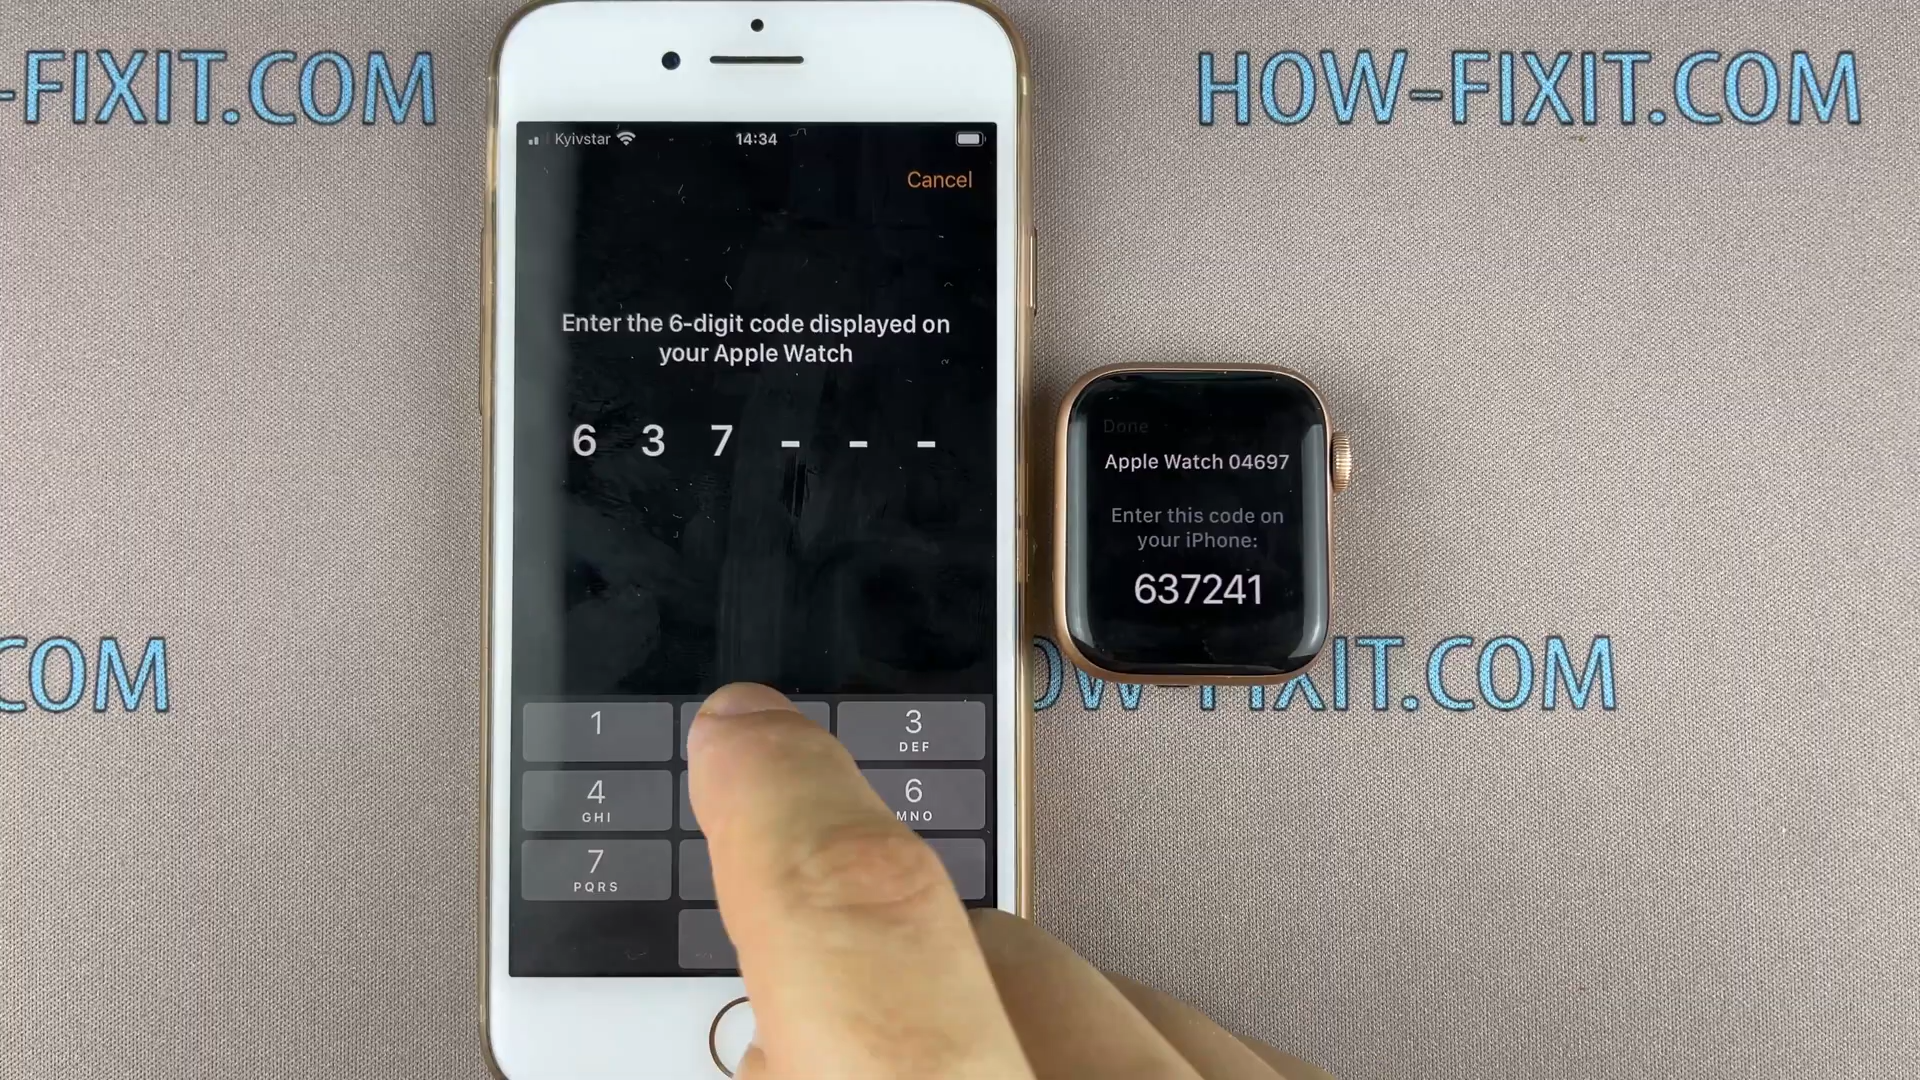 -FIXIT.COM
HOW-FIXIT.COM
Kyivstar
14:34
Cancel
Enter the 6-digit code displayed on
your Apple Watch
6 3 7 - - -
Done
Apple Watch 04697
Enter this code on
your iPhone:
637241
COM
OW-FIXIT.COM
1
3
DEF
4
GHI
6
MNO
7
PQRS